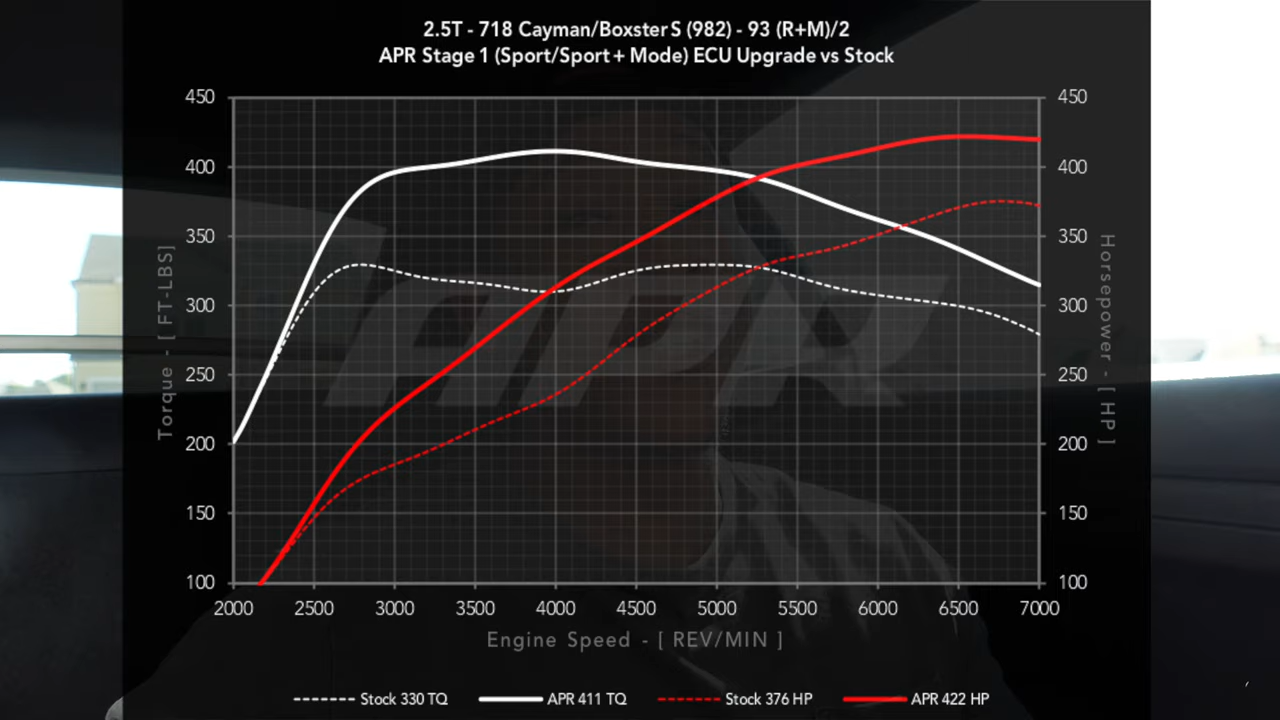 2.5T - 718 Cayman/Boxster S (982) - 93 (R+M)/2
APR Stage 1 (Sport/Sport+ Mode) ECU Upgrade vs Stock
450
400
350
300
250
200
150
100
Torque - [ FT-LBS]
450
400
350
300
250
200
150
100
Horsepower - [ HP ]
2000 2500 3000 3500 4000 4500 5000 5500 6000 6500 7000
Engine Speed - [ REV/MIN ]
APR
Stock 330 TQ APR 411 TQ Stock 376 HP APR 422 HP